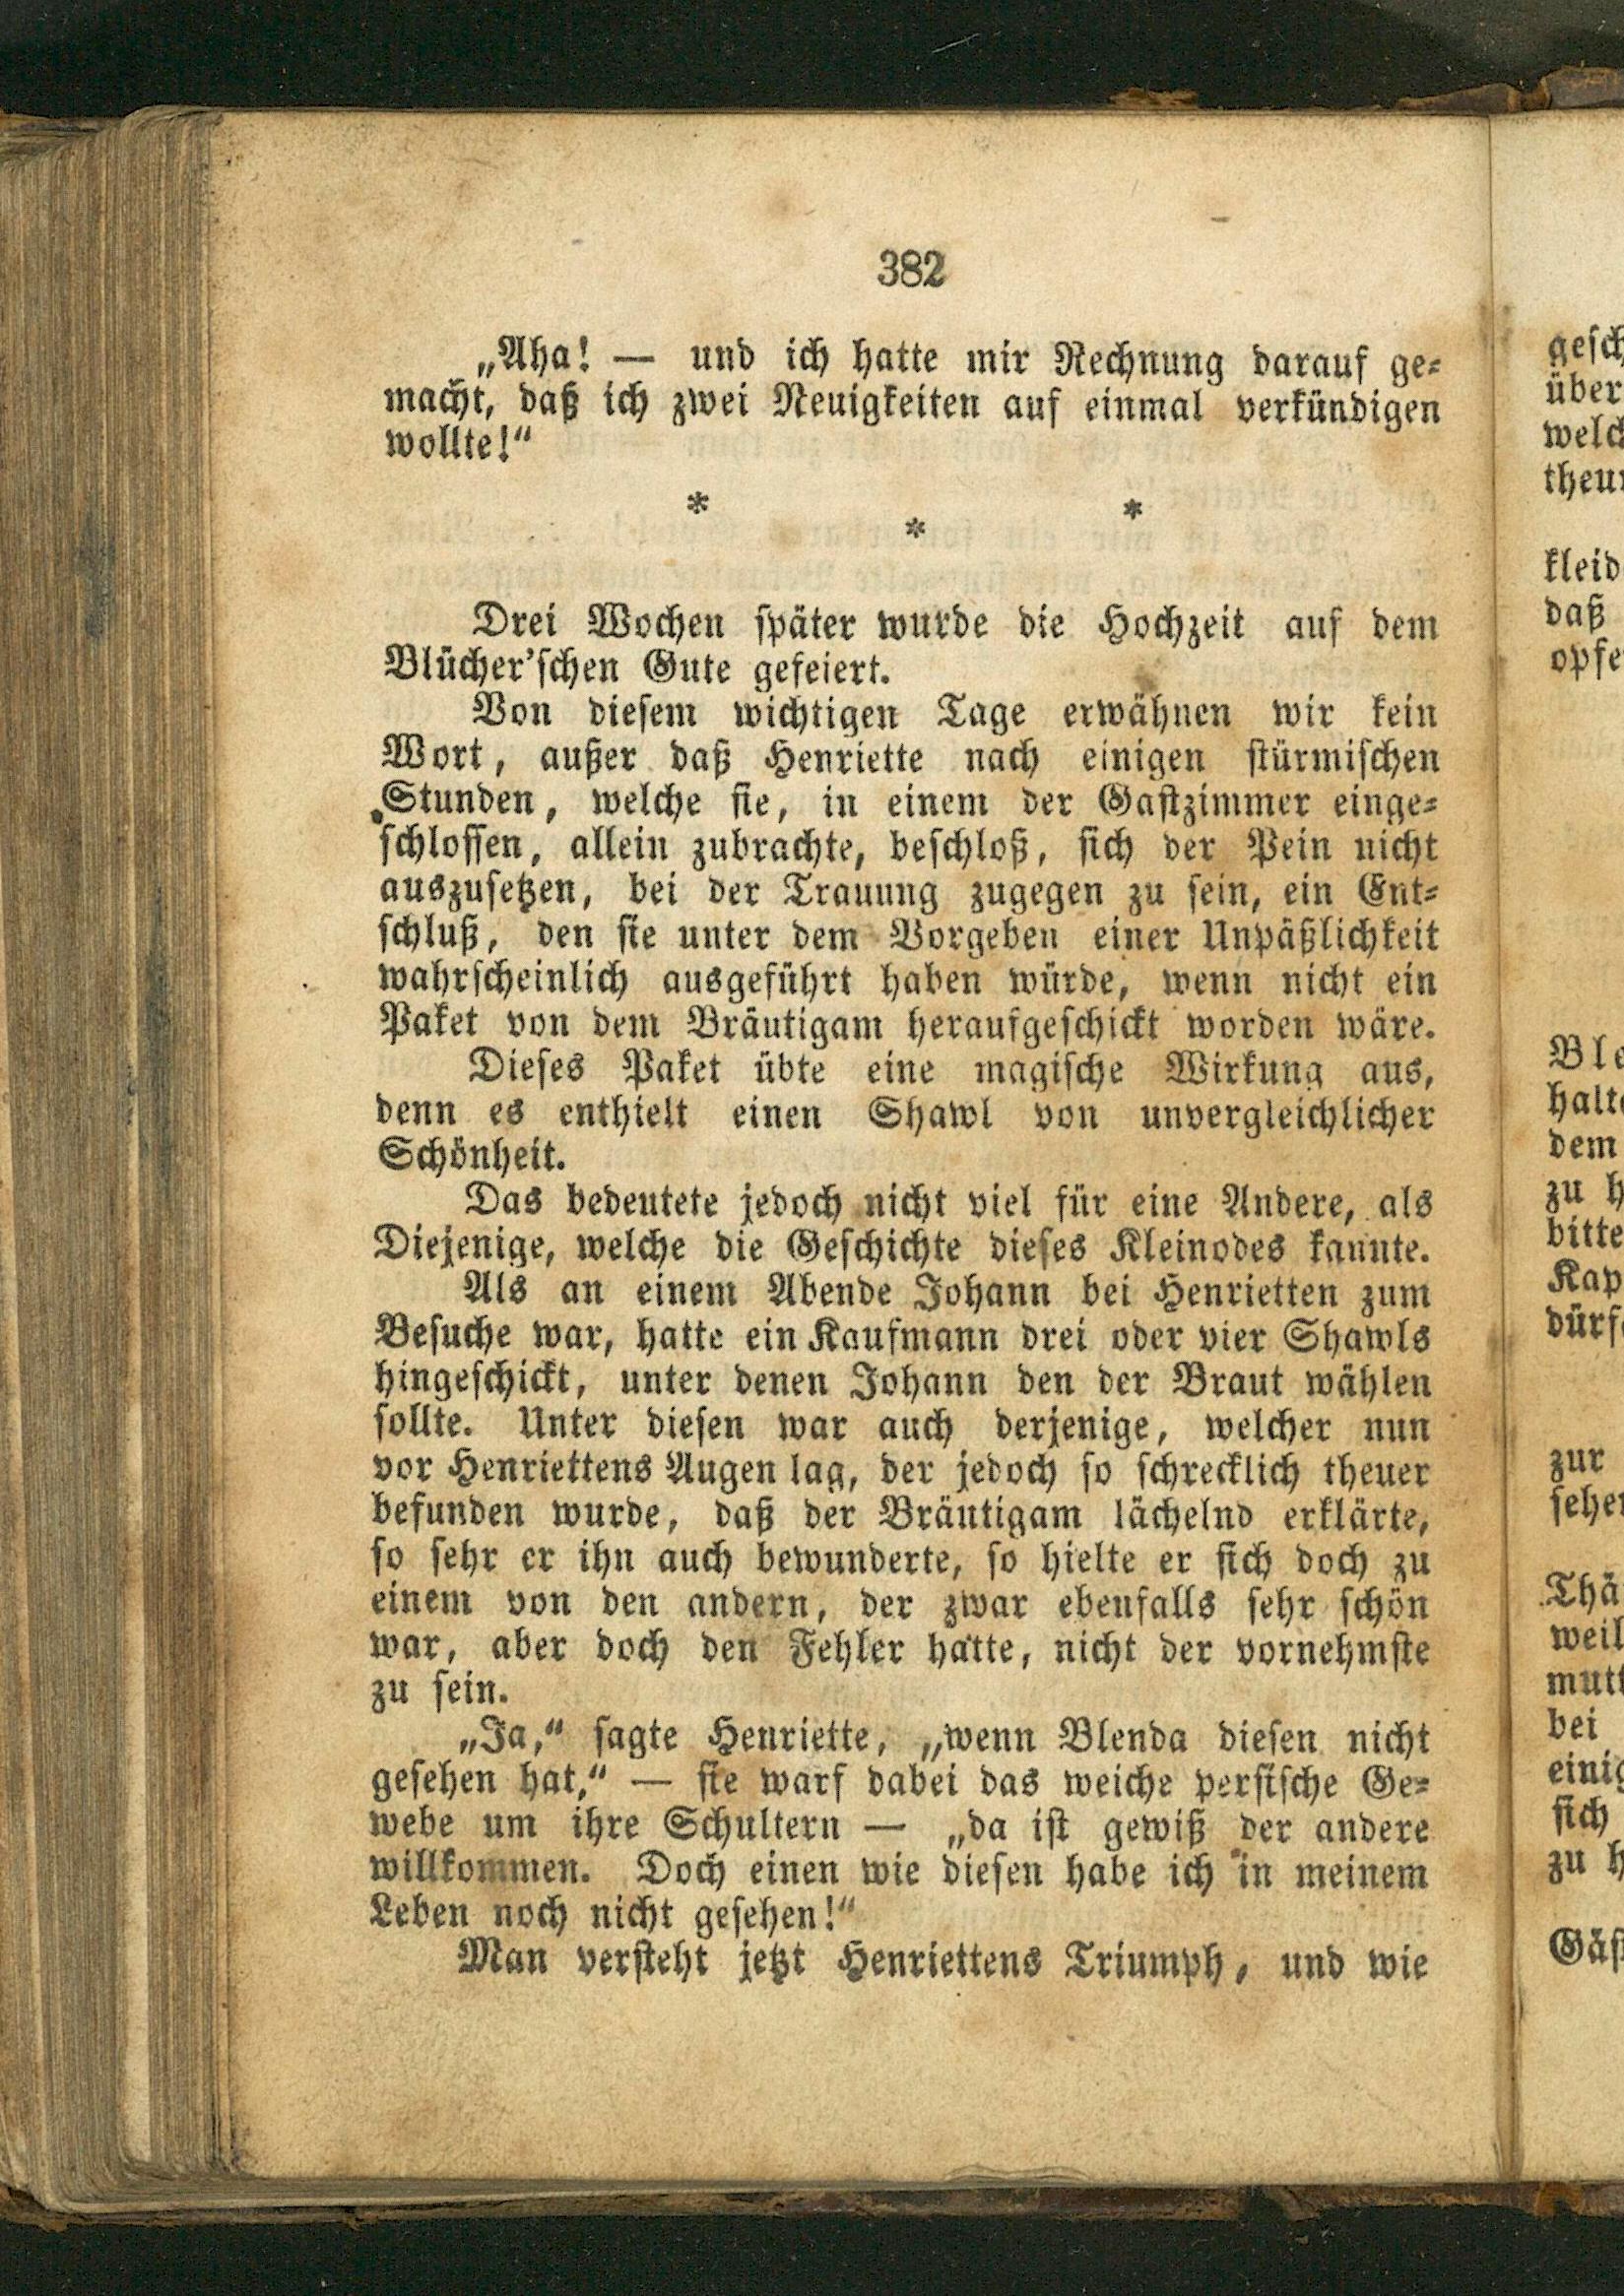 382
„Aha! — und ich hatte mir Rechnung darauf ge=
macht, daß ich zwei Neuigkeiten auf einmal verkündigen
wollte!“
* * *
Drei Wochen später wurde die Hochzeit auf dem
Blücher'schen Gute gefeiert.
Von diesem wichtigen Tage erwähnen wir kein
Wort, außer daß Henriette nach einigen stürmischen
Stunden, welche sie, in einem der Gastzimmer einge=
schlossen, allein zubrachte, beschloß, sich der Pein nicht
auszusetzen, bei der Trauung zugegen zu sein, ein Ent=
schluß, den sie unter dem Vorgeben einer Unpäßlichkeit
wahrscheinlich ausgeführt haben würde, wenn nicht ein
Paket von dem Bräutigam heraufgeschickt worden wäre.
Dieses Paket übte eine magische Wirkung aus,
denn es enthielt einen Shawl von unvergleichlicher
Schönheit.
Das bedeutete jedoch nicht viel für eine Andere, als
Diejenige, welche die Geschichte dieses Kleinodes kannte.
Als an einem Abende Johann bei Henrietten zum
Besuche war, hatte ein Kaufmann drei oder vier Shawls
hingeschickt, unter denen Johann den der Braut wählen
sollte. Unter diesen war auch derjenige, welcher nun
vor Henriettens Augen lag, der jedoch so schrecklich theuer
befunden wurde, daß der Bräutigam lächelnd erklärte,
so sehr er ihn auch bewunderte, so hielte er sich doch zu
einem von den andern, der zwar ebenfalls sehr schön
war, aber doch den Fehler hatte, nicht der vornehmste
zu sein.
„Ja,“ sagte Henriette, „wenn Blenda diesen nicht
gesehen hat,“ — sie warf dabei das weiche persische Ge=
webe um ihre Schultern — „da ist gewiß der andere
willkommen. Doch einen wie diesen habe ich in meinem
Leben noch nicht gesehen!“
Man versteht jetzt Henriettens Triumph, und wie